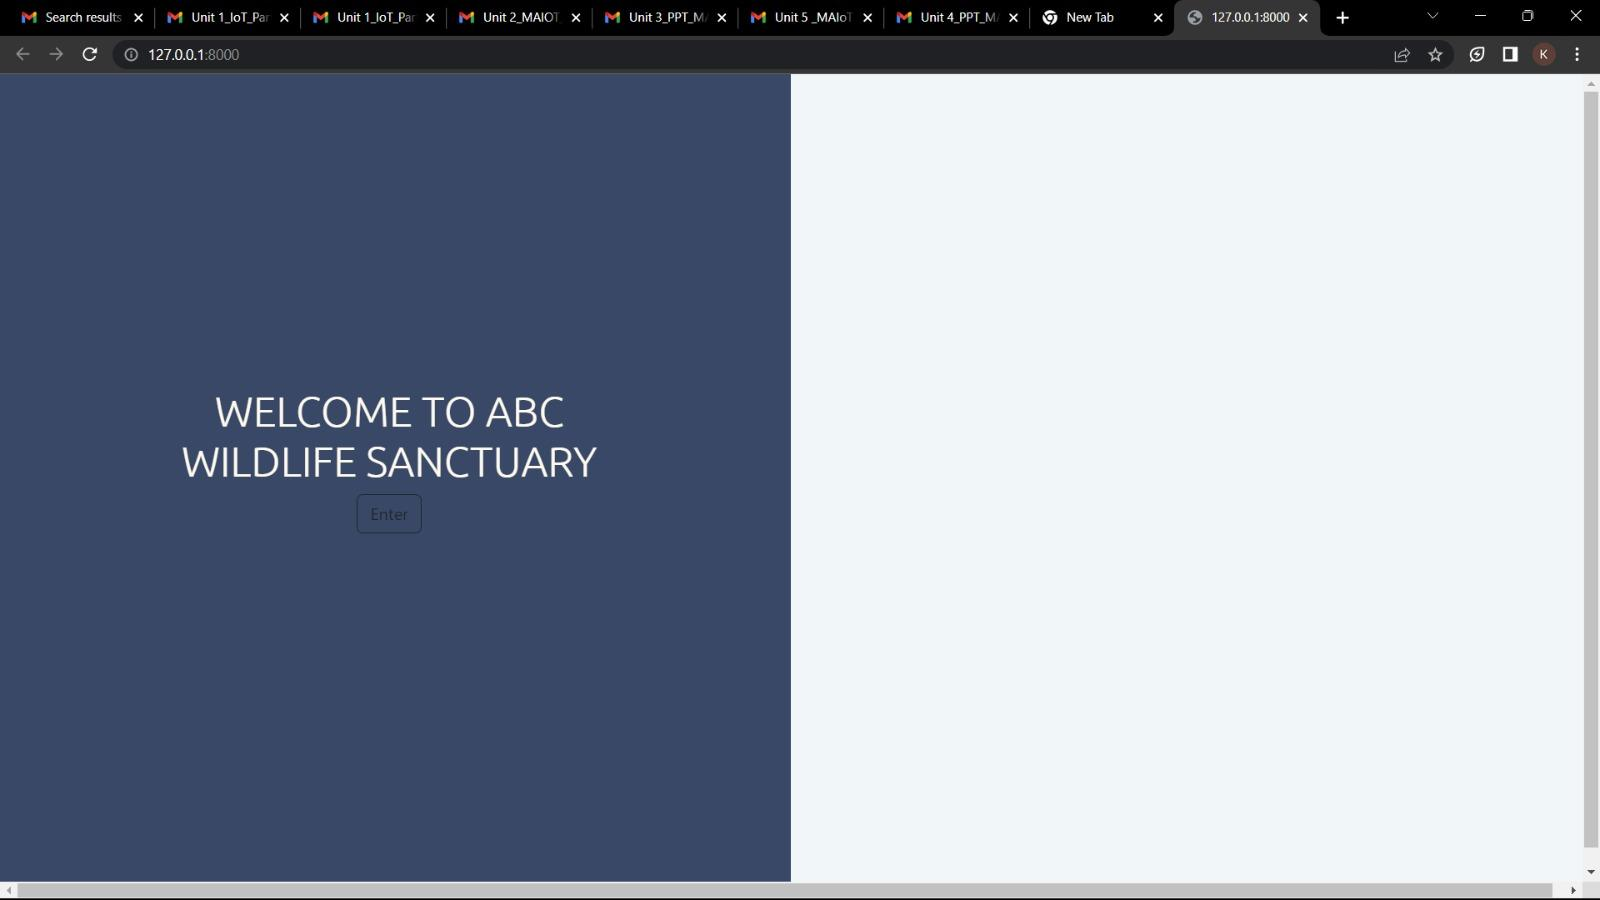 Search results
Unit 1_IoT_Par
Unit 1_IoT_Par
Unit 2_MAIOT_
Unit 3_PPT_M
Unit 5 _MAIoT
Unit 4_PPT_M
New Tab
127.0.0.1:8000
127.0.0.1:8000
K
WELCOME TO ABC
WILDLIFE SANCTUARY
Enter